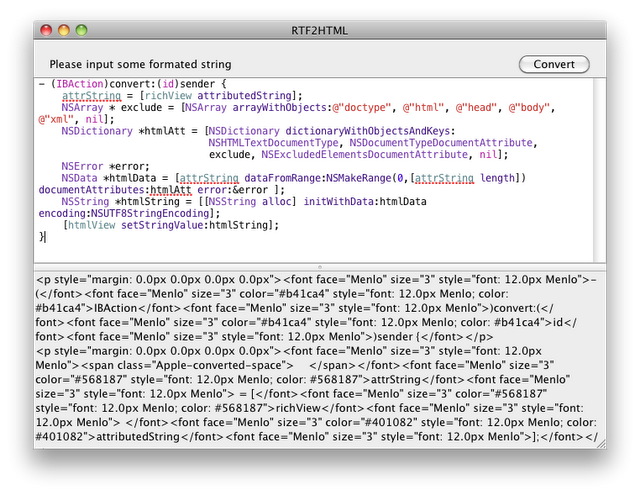 RTF2HTML
Please input some formated string
Convert
- (IBAction)convert:(id)sender {
attrString = [richView attributedString];
NSArray * exclude = [NSArray arrayWithObjects:@"doctype", @"html", @"head", @"body",
@"xml", nil];
NSDictionary *htmlAtt = [NSDictionary dictionaryWithObjectsAndKeys:
NSHTMLTextDocumentType, NSDocumentTypeDocumentAttribute,
exclude, NSExcludedElementsDocumentAttribute, nil];
NSError *error;
NSData *htmlData = [attrString dataFromRange:NSMakeRange(0,[attrString length])
documentAttributes:htmlAtt error:&error ];
NSString *htmlString = [[NSString alloc] initWithData:htmlData
encoding:NSUTF8StringEncoding];
[htmlView setStringValue:htmlString];
}
<p style="margin: 0.0px 0.0px 0.0px 0.0px"><font face="Menlo" size="3" style="font: 12.0px Menlo">-
(</font><font face="Menlo" size="3" color="#b41ca4" style="font: 12.0px Menlo; color:
#b41ca4">IBAction</font><font face="Menlo" size="3" style="font: 12.0px Menlo">)convert:(</
font><font face="Menlo" size="3" color="#b41ca4" style="font: 12.0px Menlo; color: #b41ca4">id</
font><font face="Menlo" size="3" style="font: 12.0px Menlo">)sender {</font></p>
<p style="margin: 0.0px 0.0px 0.0px 0.0px"><font face="Menlo" size="3" style="font: 12.0px
Menlo"><span class="Apple-converted-space">    </span></font><font face="Menlo" size="3"
color="#568187" style="font: 12.0px Menlo; color: #568187">attrString</font><font face="Menlo"
size="3" style="font: 12.0px Menlo"> = [</font><font face="Menlo" size="3" color="#568187"
style="font: 12.0px Menlo; color: #568187">richView</font><font face="Menlo" size="3" style="font:
12.0px Menlo"> </font><font face="Menlo" size="3" color="#401082" style="font: 12.0px Menlo; color:
#401082">attributedString</font><font face="Menlo" size="3" style="font: 12.0px Menlo">];</font></